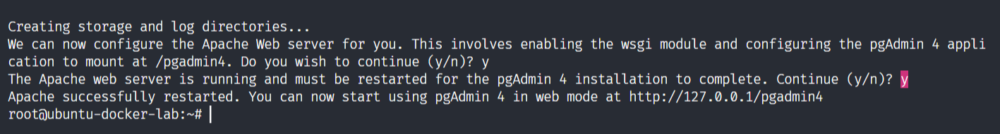 Creating storage and log directories...
We can now configure the Apache Web server for you. This involves enabling the wsgi module and configuring the pgAdmin 4 appli
cation to mount at /pgadmin4. Do you wish to continue (y/n)? y
The Apache web server is running and must be restarted for the pgAdmin 4 installation to complete. Continue (y/n)? y
Apache successfully restarted. You can now start using pgAdmin 4 in web mode at http://127.0.0.1/pgadmin4
root@ubuntu-docker-lab:~#